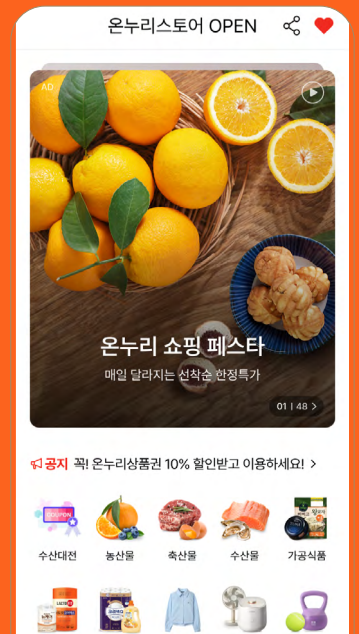 온누리스토어 OPEN
AD
온누리 쇼핑 페스타
매일 달라지는 선착순 한정특가
01 | 48 >
공지 꼭! 온누리상품권 10% 할인받고 이용하세요! >
COUPON
수산대전 농산물 축산물 수산물 가공식품